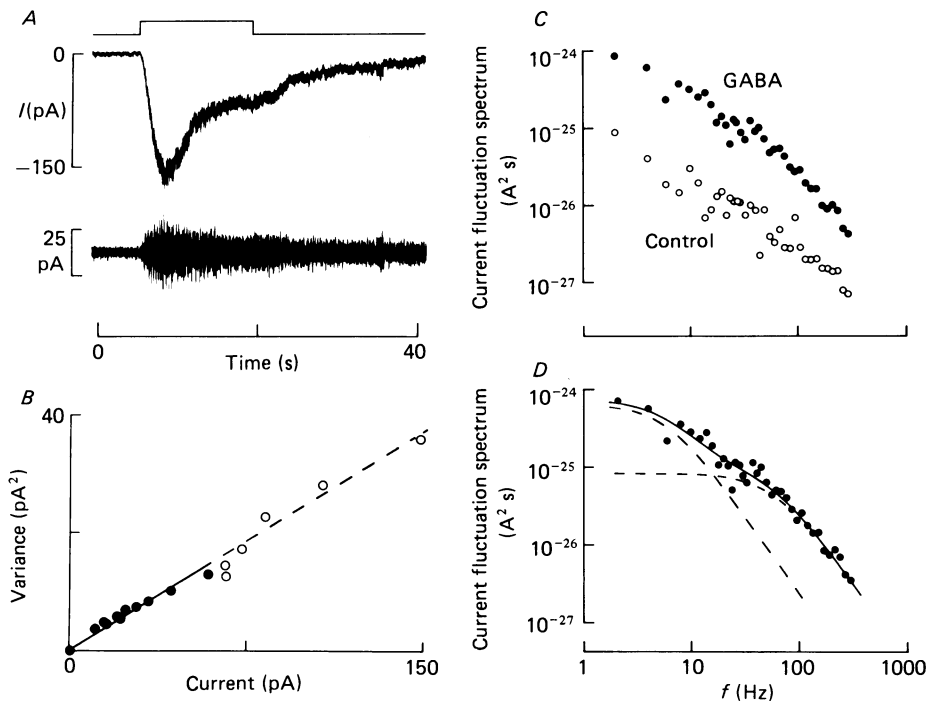 A
0
I (pA)
−150
25
pA
0
40
Time (s)
B
40
Variance (pA²)
0
150
Current (pA)
C
Current fluctuation spectrum
(A² s)
10⁻²⁴
10⁻²⁵
10⁻²⁶
10⁻²⁷
GABA
Control
D
Current fluctuation spectrum
(A² s)
10⁻²⁴
10⁻²⁵
10⁻²⁶
10⁻²⁷
1
10
100
1000
f (Hz)